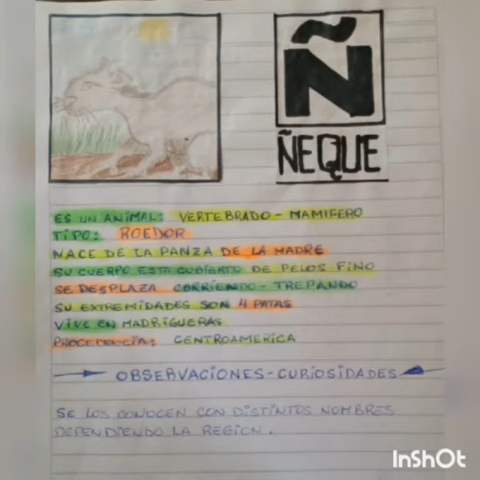 Ñ
ÑEQUE
ES UN ANIMAL: VERTEBRADO - MAMIFERO
TIPO: ROEDOR
NACE DE LA PANZA DE LA MADRE
SU CUERPO ESTA CUBIERTO DE PELOS FINO
SE DESPLAZA CORRIENDO - TREPANDO
SU EXTREMIDADES SON 4 PATAS
VIVE EN MADRIGUERAS
PROCEDENCIA: CENTROAMERICA
OBSERVACIONES - CURIOSIDADES
SE LOS CONOCEN CON DISTINTOS NOMBRES
DEPENDIENDO LA REGION.
InShOt